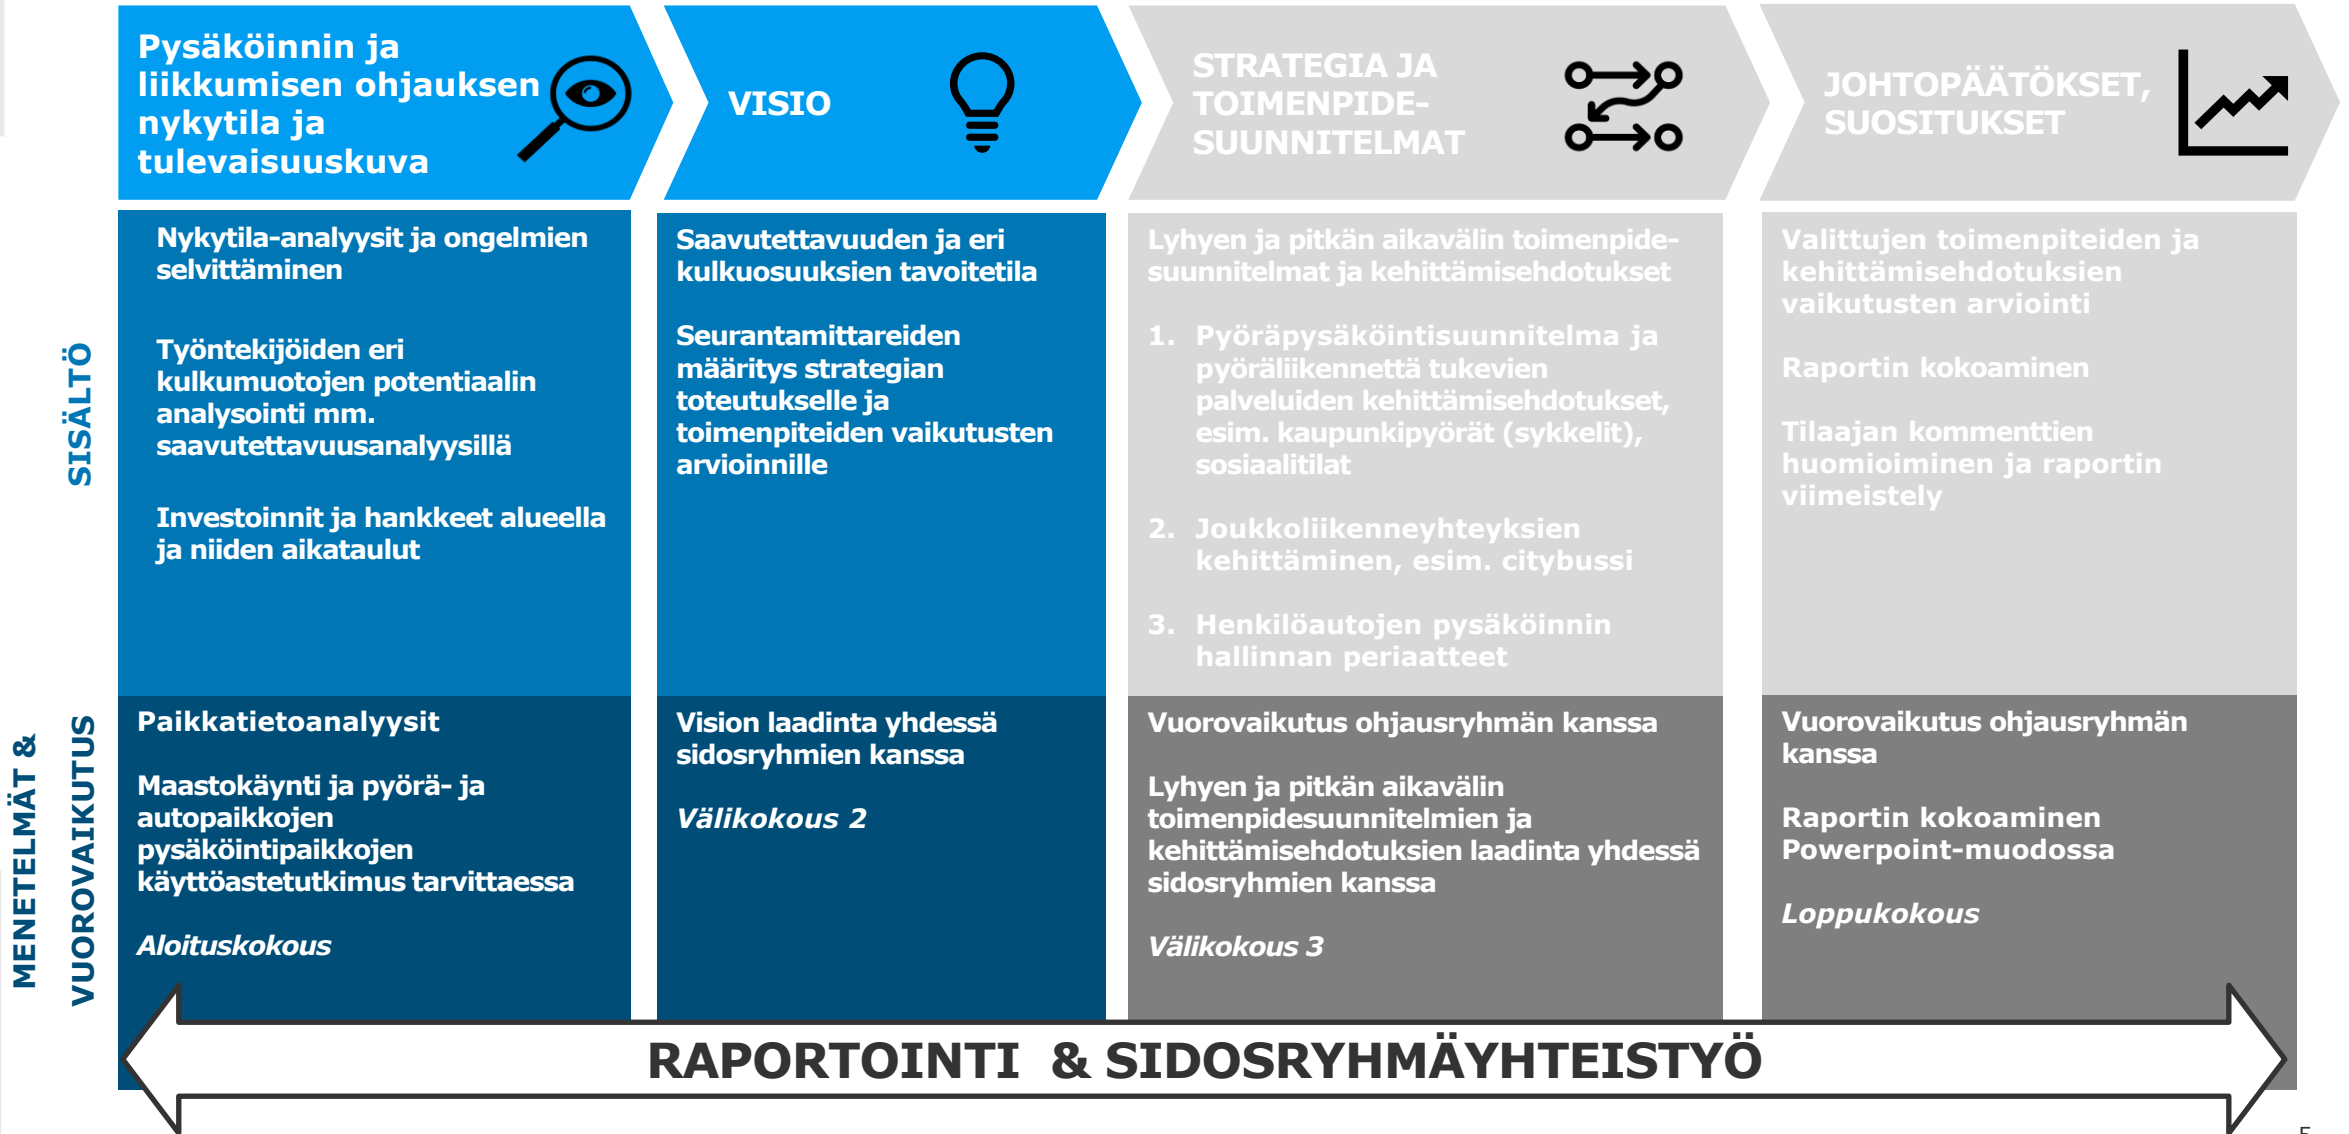 Pysäköinnin ja
liikkumisen ohjauksen
nykytila ja
tulevaisuuskuva
VISIO
STRATEGIA JA
TOIMENPIDE-
SUUNNITELMAT
JOHTOPÄÄTÖKSET,
SUOSITUKSET
SISÄLTÖ
Nykytila-analyysit ja ongelmien
selvittäminen
Työntekijöiden eri
kulkumuotojen potentiaalin
analysointi mm.
saavutettavuusanalyysillä
Investoinnit ja hankkeet alueella
ja niiden aikataulut
Saavutettavuuden ja eri
kulkuosuuksien tavoitetila
Seurantamittareiden
määritys strategian
toteutukselle ja
toimenpiteiden vaikutusten
arvioinnille
Lyhyen ja pitkän aikavälin toimenpide-
suunnitelmat ja kehittämisehdotukset
1. Pyöräpysäköintisuunnitelma ja
pyöräliikennettä tukevien
palveluiden kehittämisehdotukset,
esim. kaupunkipyörät (sykkelit),
sosiaalitilat
2. Joukkoliikenneyhteyksien
kehittäminen, esim. citybussi
3. Henkilöautojen pysäköinnin
hallinnan periaatteet
Valittujen toimenpiteiden ja
kehittämisehdotuksien
vaikutusten arviointi
Raportin kokoaminen
Tilaajan kommenttien
huomioiminen ja raportin
viimeistely
MENETELMÄT &
VUOROVAIKUTUS
Paikkatietoanalyysit
Maastokäynti ja pyörä- ja
autopaikkojen
pysäköintipaikkojen
käyttöastetutkimus tarvittaessa
Aloituskokous
Vision laadinta yhdessä
sidosryhmien kanssa
Välikokous 2
Vuorovaikutus ohjausryhmän kanssa
Lyhyen ja pitkän aikavälin
toimenpidesuunnitelmien ja
kehittämisehdotuksien laadinta yhdessä
sidosryhmien kanssa
Välikokous 3
Vuorovaikutus ohjausryhmän
kanssa
Raportin kokoaminen
Powerpoint-muodossa
Loppukokous
RAPORTOINTI & SIDOSRYHMÄYHTEISTYÖ